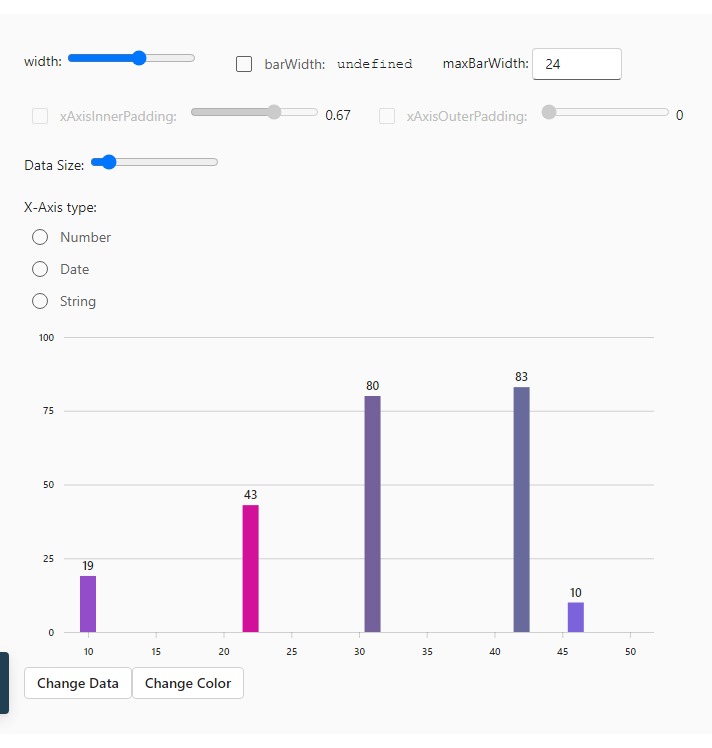 width: barWidth: undefined maxBarWidth: 24
xAxisInnerPadding: 0.67 xAxisOuterPadding: 0
Data Size:
X-Axis type:
Number
Date
String
100
83
80
75
50
43
25
19
10
0
10 15 20 25 30 35 40 45 50
Change Data Change Color